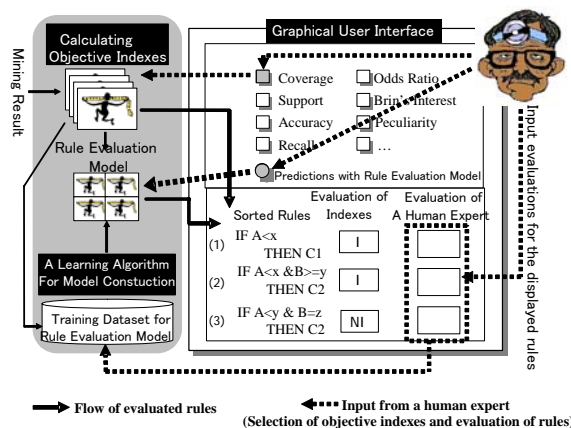 Graphical User Interface
Calculating
Objective Indexes
Mining Result
Coverage
Odds Ratio
Support
Brin's Interest
Accuracy
Peculiarity
Recall
...
Predictions with Rule Evaluation Model
Rule Evaluation
Model
Input evaluations for the displayed rules
Sorted Rules
Evaluation of
Indexes
Evaluation of
A Human Expert
(1) IF A<x
THEN C1
I
(2) IF A<x &B>=y
THEN C2
I
(3) IF A<y & B=z
THEN C2
NI
A Learning Algorithm
For Model Constuction
Training Dataset for
Rule Evaluation Model
Flow of evaluated rules
Input from a human expert
(Selection of objective indexes and evaluation of rules)